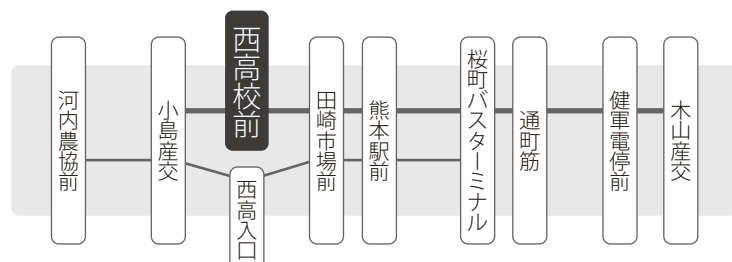 河内農協前
小島産交
西高校前
西高入口
田崎市場前
熊本駅前
桜町バスターミナル
通町筋
健軍電停前
木山産交